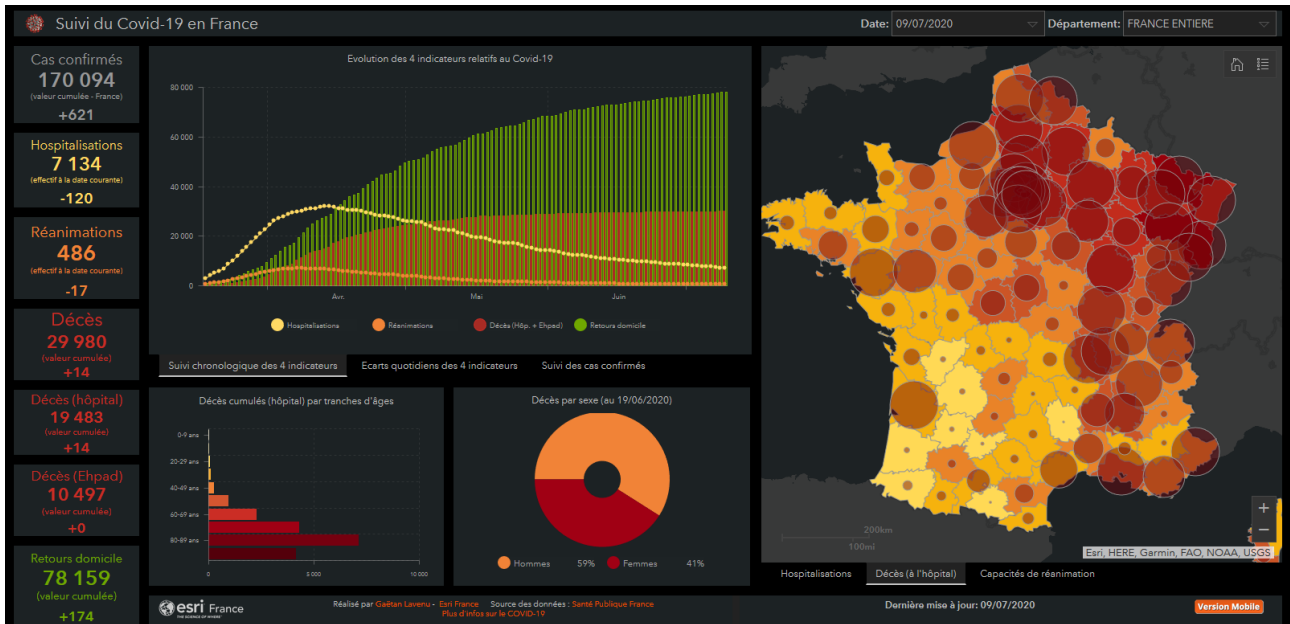 Suivi du Covid-19 en France
Date: 09/07/2020 Département: FRANCE ENTIERE
Cas confirmés
170 094
(valeur cumulée - France)
+621
Hospitalisations
7 134
(effectif à la date courante)
-120
Réanimations
486
(effectif à la date courante)
-17
Décès
29 980
(valeur cumulée)
+14
Décès (hôpital)
19 483
(valeur cumulée)
+14
Décès (Ehpad)
10 497
(valeur cumulée)
+0
Retours domicile
78 159
(valeur cumulée)
+174
Evolution des 4 indicateurs relatifs au Covid-19
80 000
60 000
40 000
20 000
0
Avr. Mai Juin
Hospitalisations Réenimations Décès (Hôp. + Ehpad) Retours domicile
Suivi chronologique des 4 indicateurs Ecarts quotidiens des 4 indicateurs Suivi des cas confirmés
Décès cumulés (hôpital) par tranches d'âges
0-9 ans
20-29 ans
40-49 ans
60-69 ans
80-89 ans
0 5 000 10 000
Décès par sexe (au 19/06/2020)
Hommes 59% Femmes 41%
200km
100mi
+
−
Esri, HERE, Garmin, FAO, NOAA, USGS
Hospitalisations Décès (à l'hôpital) Capacités de réanimation
esri France
THE SCIENCE OF WHERE
Réalisé par Gaëtan Lavenu - Esri France Source des données : Santé Publique France
Plus d'infos sur le COVID-19
Dernière mise à jour: 09/07/2020
Version Mobile